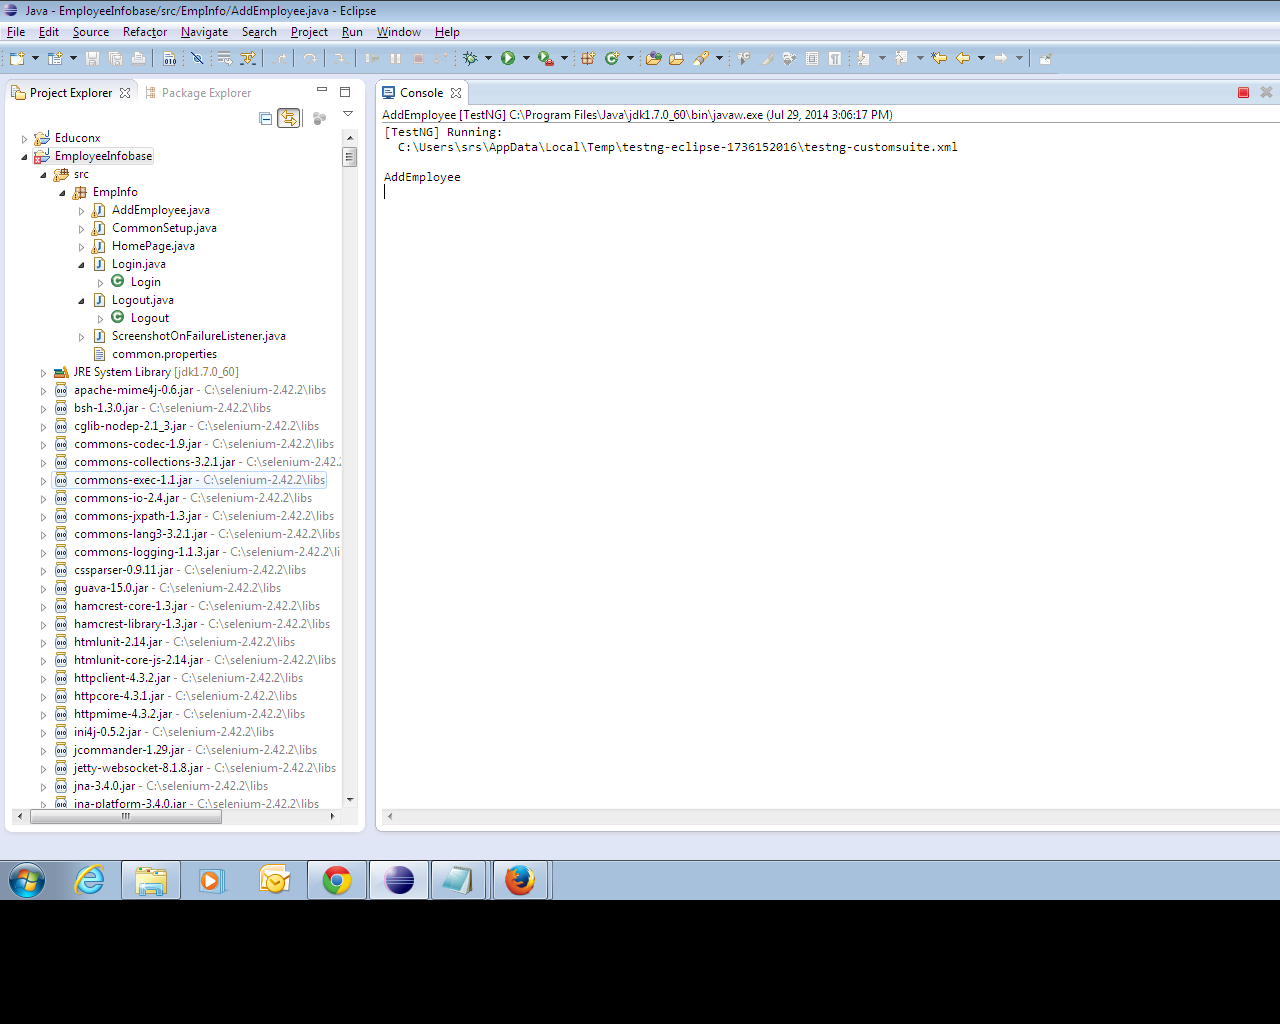 Java - EmployeeInfobase/src/EmpInfo/AddEmployee.java - Eclipse
File Edit Source Refactor Navigate Search Project Run Window Help
Project Explorer Package Explorer
Educonx
EmployeeInfobase
src
EmpInfo
AddEmployee.java
CommonSetup.java
HomePage.java
Login.java
Login
Logout.java
Logout
ScreenshotOnFailureListener.java
common.properties
JRE System Library [jdk1.7.0_60]
apache-mime4j-0.6.jar - C:\selenium-2.42.2\libs
bsh-1.3.0.jar - C:\selenium-2.42.2\libs
cglib-nodep-2.1_3.jar - C:\selenium-2.42.2\libs
commons-codec-1.9.jar - C:\selenium-2.42.2\libs
commons-collections-3.2.1.jar - C:\selenium-2.42.2
commons-exec-1.1.jar - C:\selenium-2.42.2\libs
commons-io-2.4.jar - C:\selenium-2.42.2\libs
commons-jxpath-1.3.jar - C:\selenium-2.42.2\libs
commons-lang3-3.2.1.jar - C:\selenium-2.42.2\libs
commons-logging-1.1.3.jar - C:\selenium-2.42.2\li
cssparser-0.9.11.jar - C:\selenium-2.42.2\libs
guava-15.0.jar - C:\selenium-2.42.2\libs
hamcrest-core-1.3.jar - C:\selenium-2.42.2\libs
hamcrest-library-1.3.jar - C:\selenium-2.42.2\libs
htmlunit-2.14.jar - C:\selenium-2.42.2\libs
htmlunit-core-js-2.14.jar - C:\selenium-2.42.2\libs
httpclient-4.3.2.jar - C:\selenium-2.42.2\libs
httpcore-4.3.1.jar - C:\selenium-2.42.2\libs
httpmime-4.3.2.jar - C:\selenium-2.42.2\libs
ini4j-0.5.2.jar - C:\selenium-2.42.2\libs
jcommander-1.29.jar - C:\selenium-2.42.2\libs
jetty-websocket-8.1.8.jar - C:\selenium-2.42.2\libs
jna-3.4.0.jar - C:\selenium-2.42.2\libs
jna-platform-3.4.0.jar - C:\selenium-2.42.2\libs
Console
AddEmployee [TestNG] C:\Program Files\Java\jdk1.7.0_60\bin\javaw.exe (Jul 29, 2014 3:06:17 PM)
[TestNG] Running:
C:\Users\srs\AppData\Local\Temp\testng-eclipse-1736152016\testng-customsuite.xml
AddEmployee